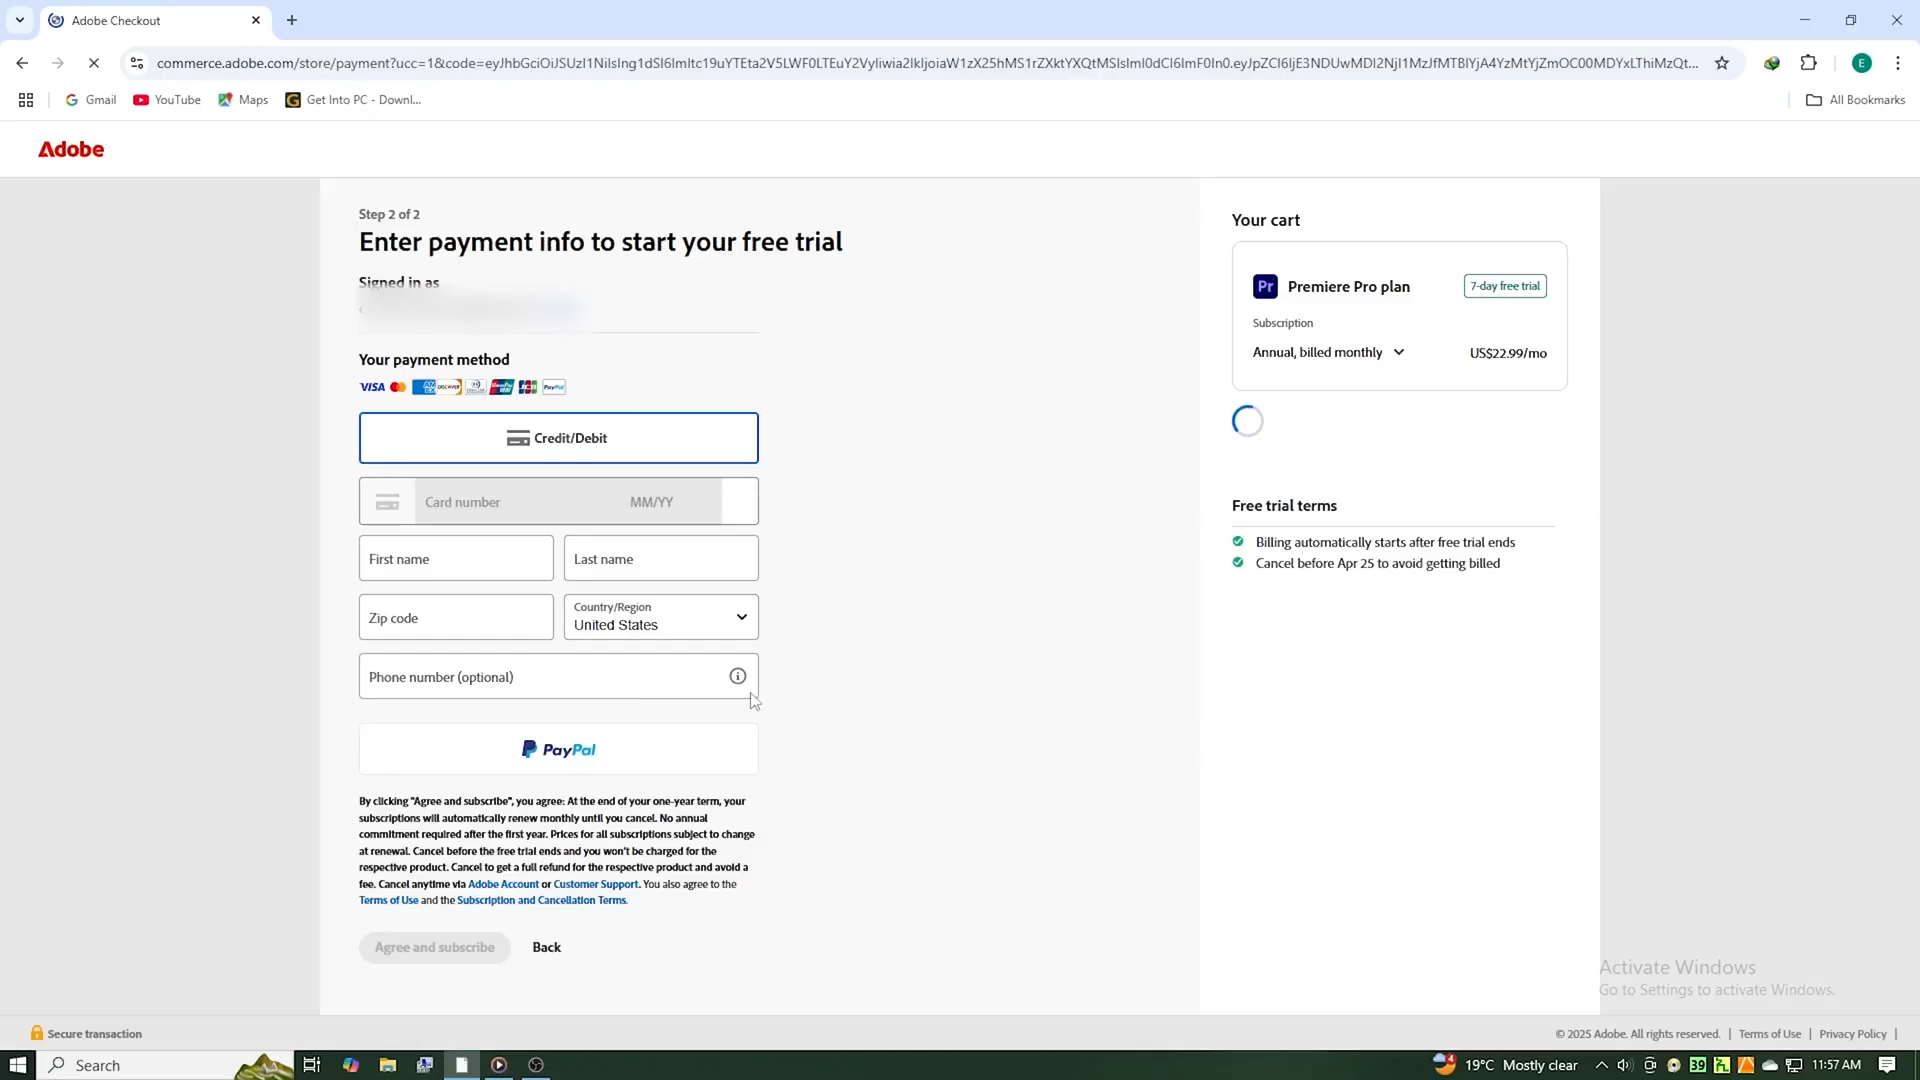 Adobe Checkout
commerce.adobe.com/store/payment?ucc=1&code=
Gmail
YouTube
Maps
Get Into PC - Downl...
All Bookmarks
E
Adobe
Step 2 of 2
Enter payment info to start your free trial
Signed in as
Your payment method
VISA
DISCOVER
PayPal
Credit/Debit
Card number
MM/YY
First name
Last name
Zip code
Country/Region
United States
Phone number (optional)
PayPal
By clicking "Agree and subscribe", you agree: At the end of your one-year term, your
subscriptions will automatically renew monthly until you cancel. No annual
commitment required after the first year. Prices for all subscriptions subject to change
at renewal. Cancel before the free trial ends and you won't be charged for the
respective product. Cancel to get a full refund for the respective product and avoid a
fee. Cancel anytime via Adobe Account or Customer Support. You also agree to the
Terms of Use and the Subscription and Cancellation Terms.
Agree and subscribe
Back
Your cart
Pr
Premiere Pro plan
7-day free trial
Subscription
Annual, billed monthly
US$22.99/mo
Free trial terms
Billing automatically starts after free trial ends
Cancel before Apr 25 to avoid getting billed
Activate Windows
Go to Settings to activate Windows.
Secure transaction
© 2025 Adobe. All rights reserved. | Terms of Use | Privacy Policy |
Search
4
19°C Mostly clear
39
11:57 AM